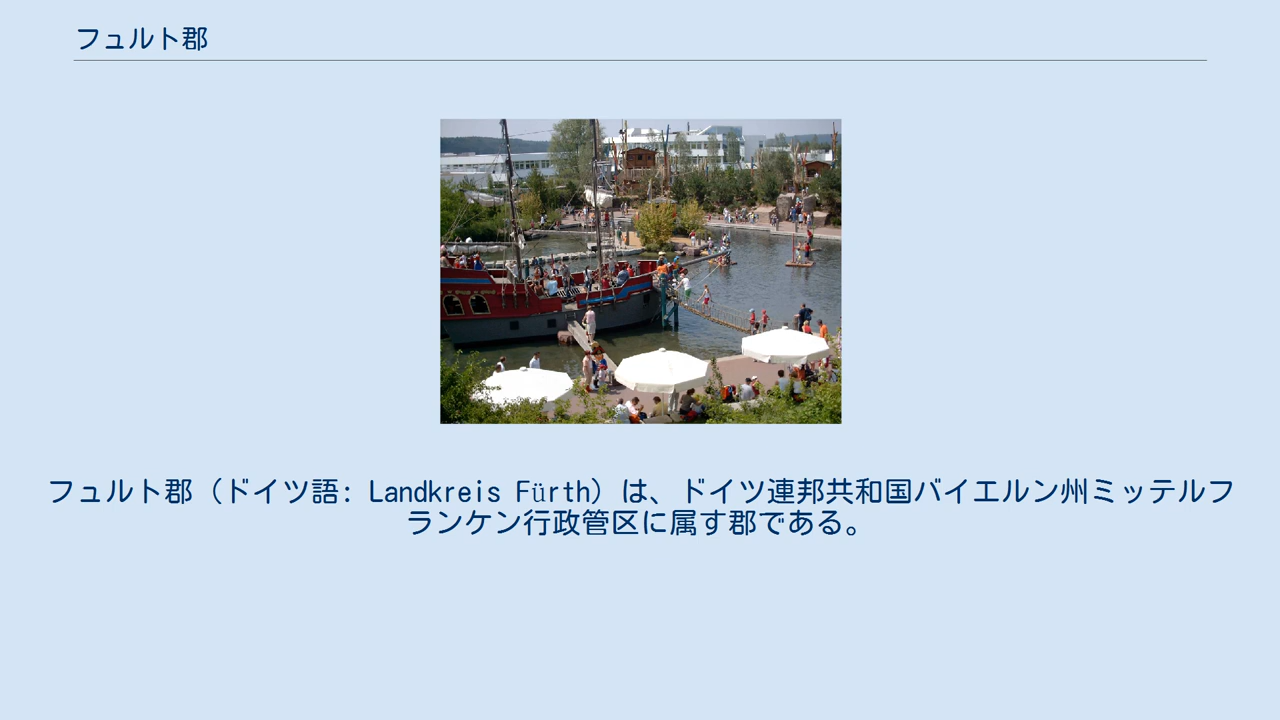 フュルト郡
フュルト郡（ドイツ語: Landkreis Fürth）は、ドイツ連邦共和国バイエルン州ミッテルフ
ランケン行政管区に属す郡である。